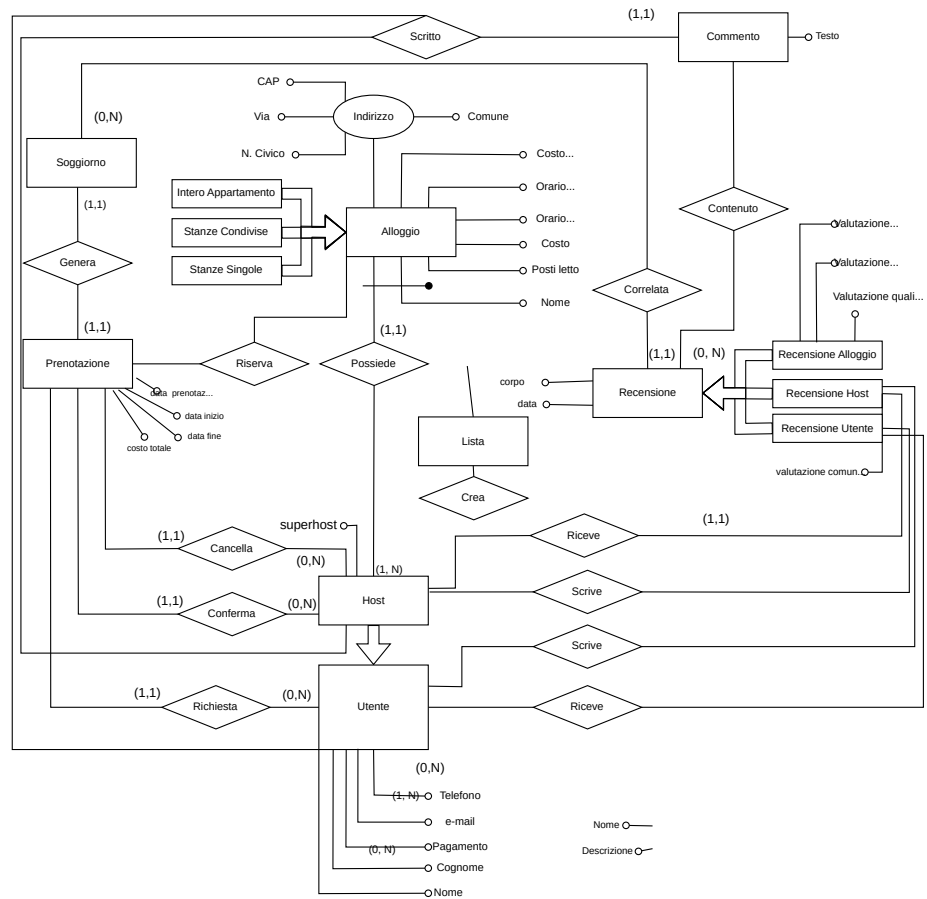 (1,1)
Scritto
Commento
Testo
CAP
(0,N)
Via
Indirizzo
Comune
N. Civico
Costo...
Soggiorno
Intero Appartamento
Orario...
(1,1)
Contenuto
Stanze Condivise
Alloggio
Orario...
Valutazione...
Costo
Genera
Stanze Singole
Posti letto
Valutazione...
Correlata
Valutazione quali...
Nome
(1,1)
(1,1)
(1,1)
(0, N)
Recensione Alloggio
Prenotazione
Riserva
Possiede
corpo
Recensione
Recensione Host
data prenotaz...
data
data inizio
Recensione Utente
data fine
costo totale
Lista
valutazione comun...
Crea
superhost
(1,1)
(1,1)
Riceve
Cancella
(0,N)
(1, N)
Scrive
(1,1)
Conferma
(0,N)
Host
Scrive
(1,1)
(0,N)
Richiesta
Utente
Riceve
(0,N)
(1, N)
Telefono
e-mail
Nome
(0, N)
Pagamento
Descrizione
Cognome
Nome